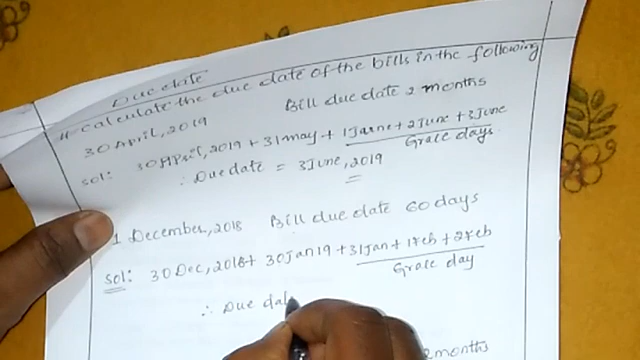 Due date
# Calculate the due date of the bills in the following
30 April, 2019 Bill due date 2 months
Sol: 30 April, 2019 + 31 may + 1 June + 2 June + 3 June
Grace days
∴ Due date = 3 June, 2019
1 December, 2018 Bill due date 60 days
Sol: 30 Dec, 2018 + 30 Jan 19 + 31 Jan + 1 Feb + 2 Feb
Grace day
∴ Due dat
months